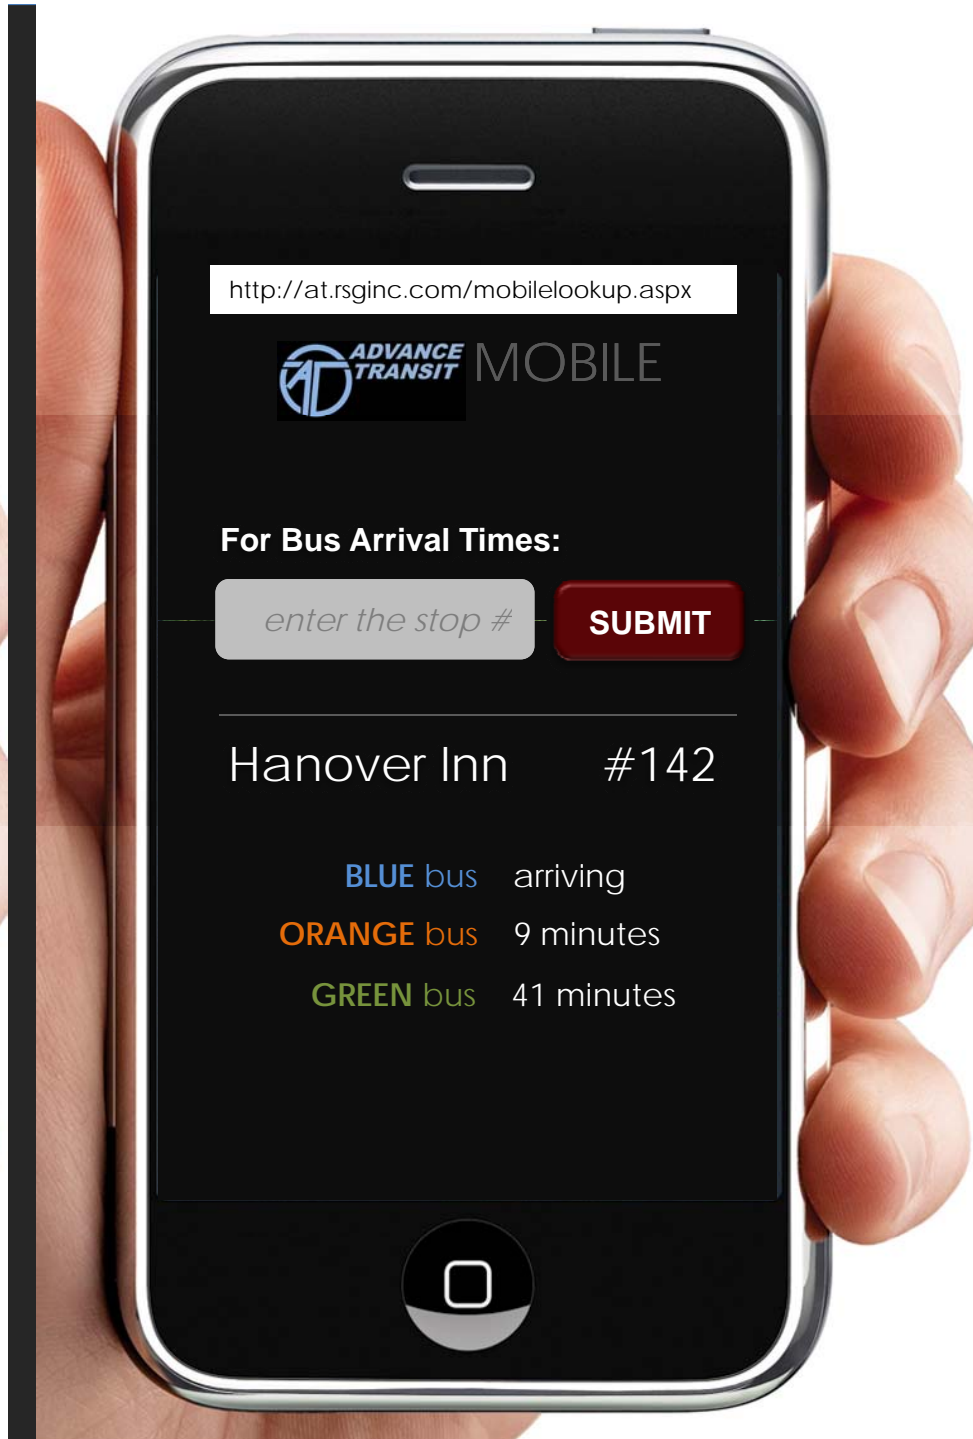 http://at.rsginc.com/mobilelookup.aspx
ADVANCE
TRANSIT MOBILE
For Bus Arrival Times:
enter the stop # SUBMIT
Hanover Inn #142
BLUE bus arriving
ORANGE bus 9 minutes
GREEN bus 41 minutes